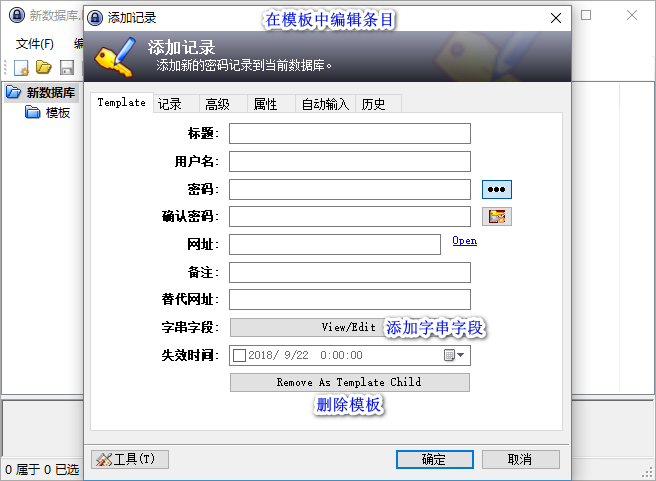 新数据库.
添加记录
在模板中编辑条目
文件(F)
添加记录
添加新的密码记录到当前数据库。
新数据库
模板
Template 记录 高级 属性 自动输入 历史
标题:
用户名:
密码:
确认密码:
网址: Open
备注:
替代网址:
字串字段: View/Edit 添加字串字段
失效时间: 2018/ 9/22 0:00:00
Remove As Template Child
删除模板
工具(T) 确定 取消
0 属于 0 已选